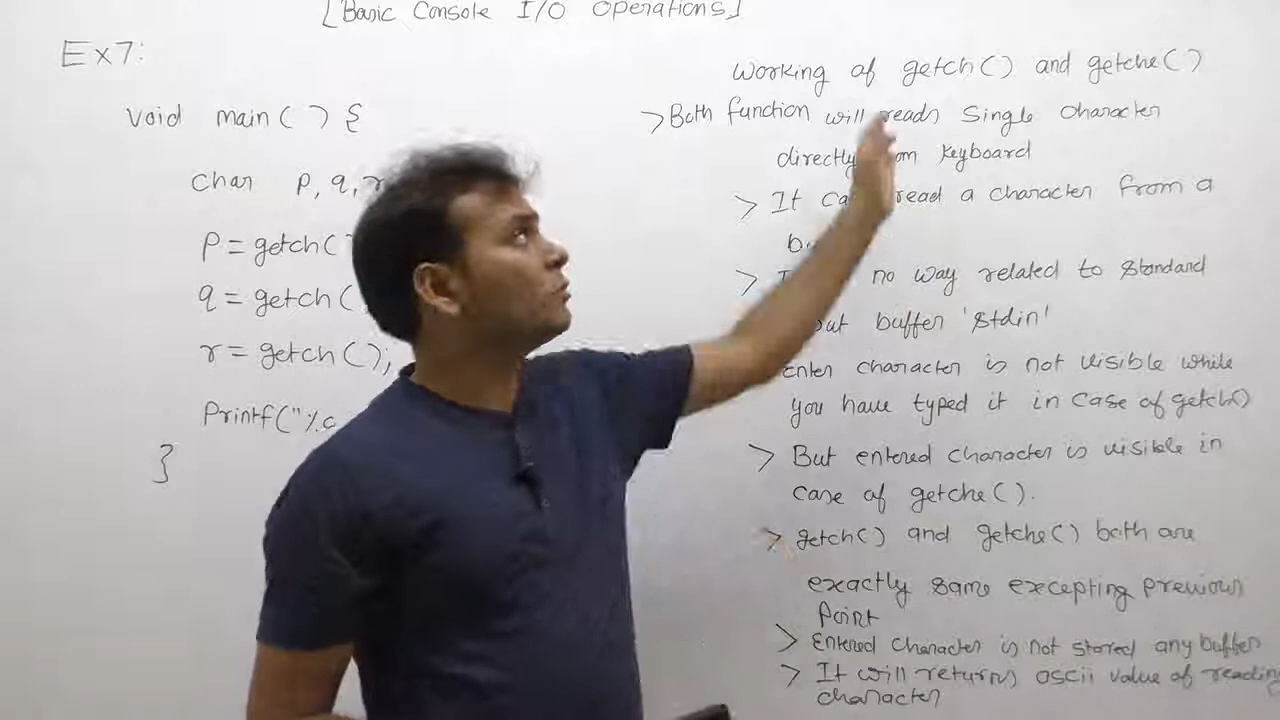 [Basic Console I/O Operations]
Ex7:
void main( ) {
char p, q, r
p = getch(
q = getch (
r = getch();
Printf("%c
}
working of getch() and getche()
> Both function will reads Single character
directly keyboard
> It read a character from a
> no way related to standard
buffer 'stdin'
enter character is not visible while
you have typed it in case of getch()
> But entered character is visible in
case of getche().
> getch() and getche() both are
exactly same excepting previous
Point
> Entered character is not stored any buffer
> It will returns ascii value of reading
character